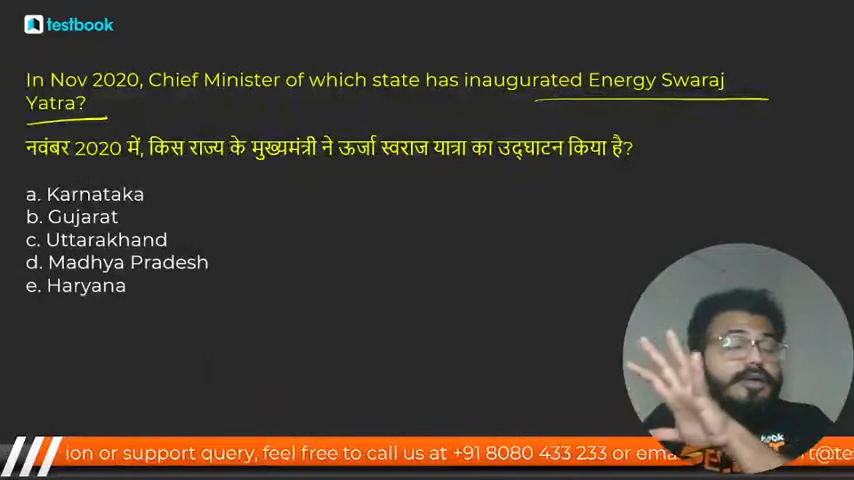 testbook
In Nov 2020, Chief Minister of which state has inaugurated Energy Swaraj
Yatra?
नवंबर 2020 में, किस राज्य के मुख्यमंत्री ने ऊर्जा स्वराज यात्रा का उद्घाटन किया है?
a. Karnataka
b. Gujarat
c. Uttarakhand
d. Madhya Pradesh
e. Haryana
ion or support query, feel free to call us at +91 8080 433 233 or